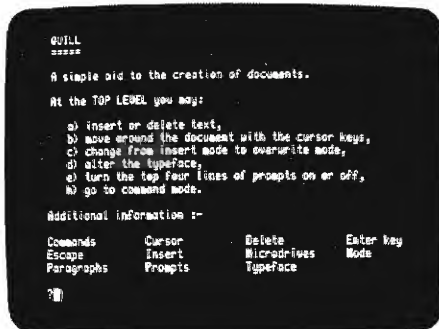 QUILL
=====
A simple aid to the creation of documents.
At the TOP LEVEL you may:
a) insert or delete text,
b) move around the document with the cursor keys,
c) change from insert mode to overwrite mode,
d) alter the typeface,
e) turn the top four lines of prompts on or off,
h) go to command mode.
Additional information :-
Commands Cursor Delete Enter key
Escape Insert Microdrives Mode
Paragraphs Prompts Typeface
?